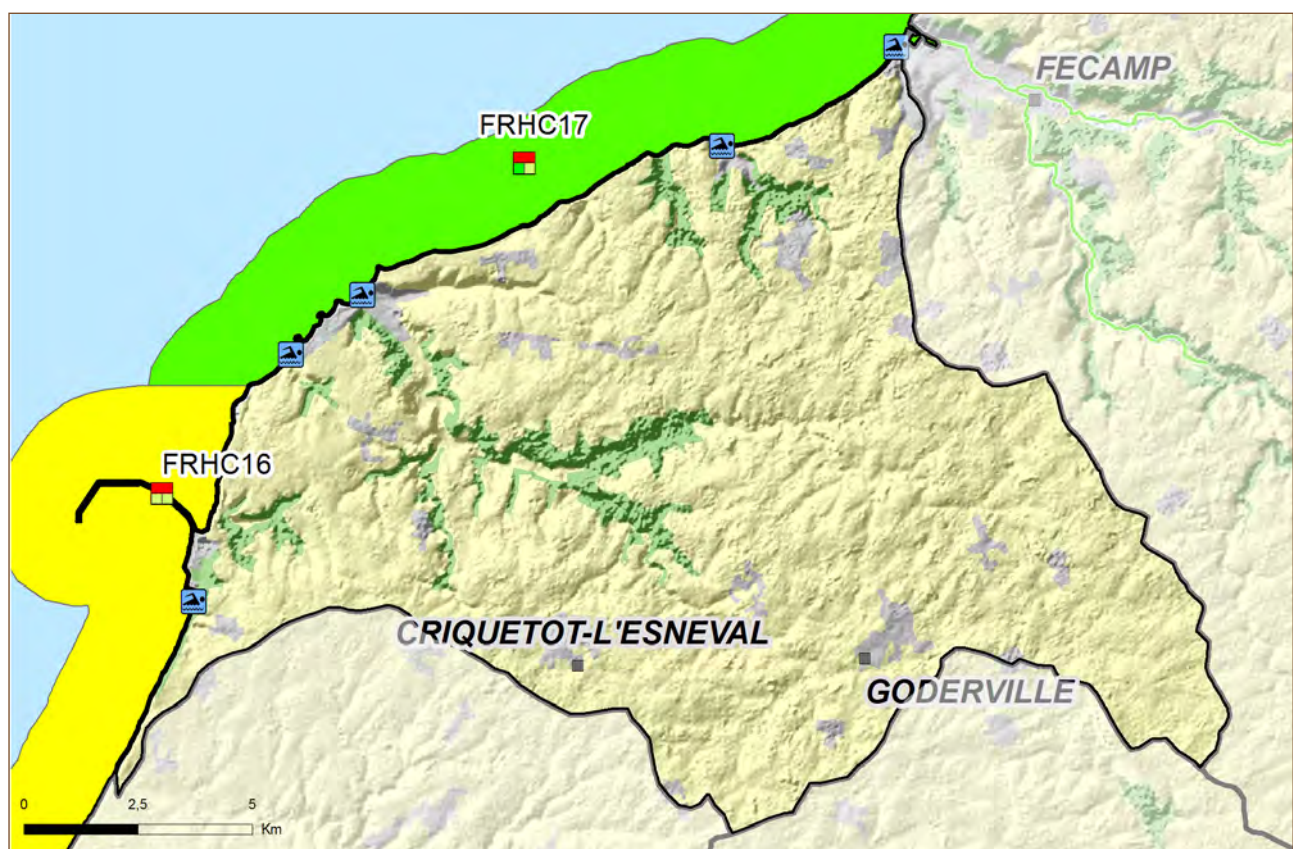 FECAMP
FRHC17
FRHC16
CRIQUETOT-L'ESNEVAL
GODERVILLE
0 2,5 5
Km